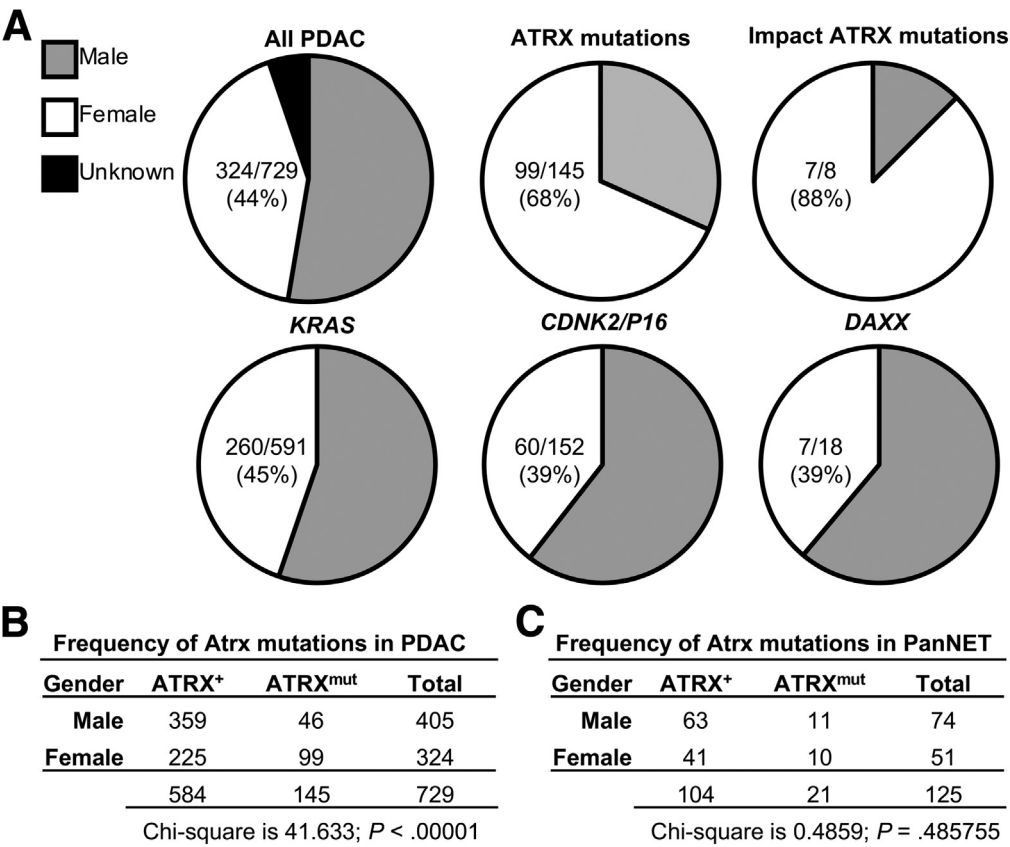 A
Male
Female
Unknown
All PDAC
324/729
(44%)
ATRX mutations
99/145
(68%)
Impact ATRX mutations
7/8
(88%)
KRAS
260/591
(45%)
CDNK2/P16
60/152
(39%)
DAXX
7/18
(39%)
B
Frequency of Atrx mutations in PDAC
Gender ATRX+ ATRXmut Total
Male 359 46 405
Female 225 99 324
584 145 729
Chi-square is 41.633; P < .00001
C
Frequency of Atrx mutations in PanNET
Gender ATRX+ ATRXmut Total
Male 63 11 74
Female 41 10 51
104 21 125
Chi-square is 0.4859; P = .485755